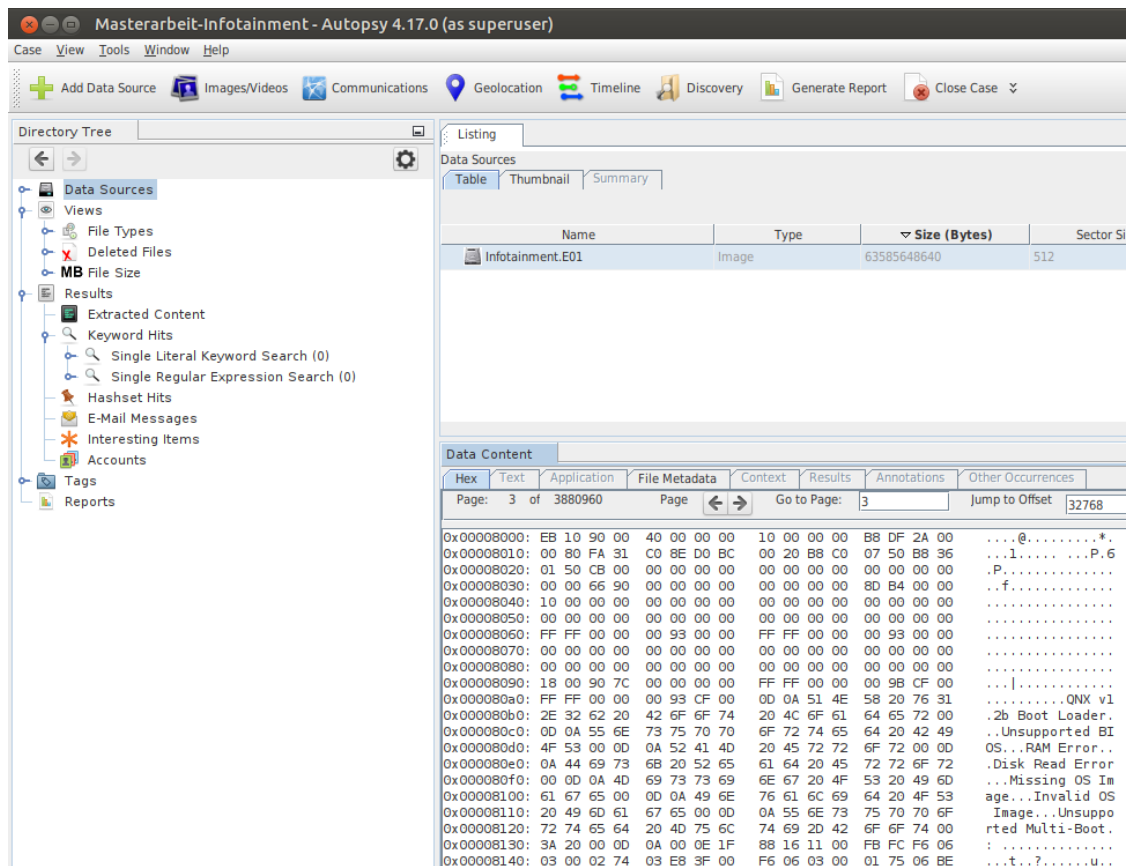 Masterarbeit-Infotainment - Autopsy 4.17.0 (as superuser)
Case View Tools Window Help
Add Data Source Images/Videos Communications Geolocation Timeline Discovery Generate Report Close Case
Directory Tree
Data Sources
Views
File Types
Deleted Files
MB File Size
Results
Extracted Content
Keyword Hits
Single Literal Keyword Search (0)
Single Regular Expression Search (0)
Hashset Hits
E-Mail Messages
Interesting Items
Accounts
Tags
Reports
Listing
Data Sources
Table Thumbnail Summary
Name Type Size (Bytes) Sector Si
Infotainment.E01 Image 63585648640 512
Data Content
Hex Text Application File Metadata Context Results Annotations Other Occurrences
Page: 3 of 3880960 Page Go to Page: 3 Jump to Offset 32768
0x00008000: EB 10 90 00 40 00 00 00 10 00 00 00 B8 DF 2A 00 ....@.........*.
0x00008010: 00 80 FA 31 C0 8E D0 BC 00 20 B8 C0 07 50 B8 36 ...1..... ...P.6
0x00008020: 01 50 CB 00 00 00 00 00 00 00 00 00 00 00 00 00 .P..............
0x00008030: 00 00 66 90 00 00 00 00 00 00 00 00 8D B4 00 00 ..f.............
0x00008040: 10 00 00 00 00 00 00 00 00 00 00 00 00 00 00 00 ................
0x00008050: 00 00 00 00 00 00 00 00 00 00 00 00 00 00 00 00 ................
0x00008060: FF FF 00 00 00 93 00 00 FF FF 00 00 00 93 00 00 ................
0x00008070: 00 00 00 00 00 00 00 00 00 00 00 00 00 00 00 00 ................
0x00008080: 00 00 00 00 00 00 00 00 00 00 00 00 00 00 00 00 ................
0x00008090: 18 00 90 7C 00 00 00 00 FF FF 00 00 00 9B CF 00 ...|............
0x000080a0: FF FF 00 00 00 93 CF 00 0D 0A 51 4E 58 20 76 31 ..........QNX v1
0x000080b0: 2E 32 62 20 42 6F 6F 74 20 4C 6F 61 64 65 72 00 .2b Boot Loader.
0x000080c0: 0D 0A 55 6E 73 75 70 70 6F 72 74 65 64 20 42 49 ..Unsupported BI
0x000080d0: 4F 53 00 0D 0A 52 41 4D 20 45 72 72 6F 72 00 0D OS...RAM Error..
0x000080e0: 0A 44 69 73 6B 20 52 65 61 64 20 45 72 72 6F 72 .Disk Read Error
0x000080f0: 00 0D 0A 4D 69 73 73 69 6E 67 20 4F 53 20 49 6D ...Missing OS Im
0x00008100: 61 67 65 00 0D 0A 49 6E 76 61 6C 69 64 20 4F 53 age...Invalid OS
0x00008110: 20 49 6D 61 67 65 00 0D 0A 55 6E 73 75 70 70 6F Image...Unsuppo
0x00008120: 72 74 65 64 20 4D 75 6C 74 69 2D 42 6F 6F 74 00 rted Multi-Boot.
0x00008130: 3A 20 00 0D 0A 00 0E 1F 88 16 11 00 FB FC F6 06 : ..............
0x00008140: 03 00 02 74 03 E8 3F 00 F6 06 03 00 01 75 06 BE ...t..?......u..